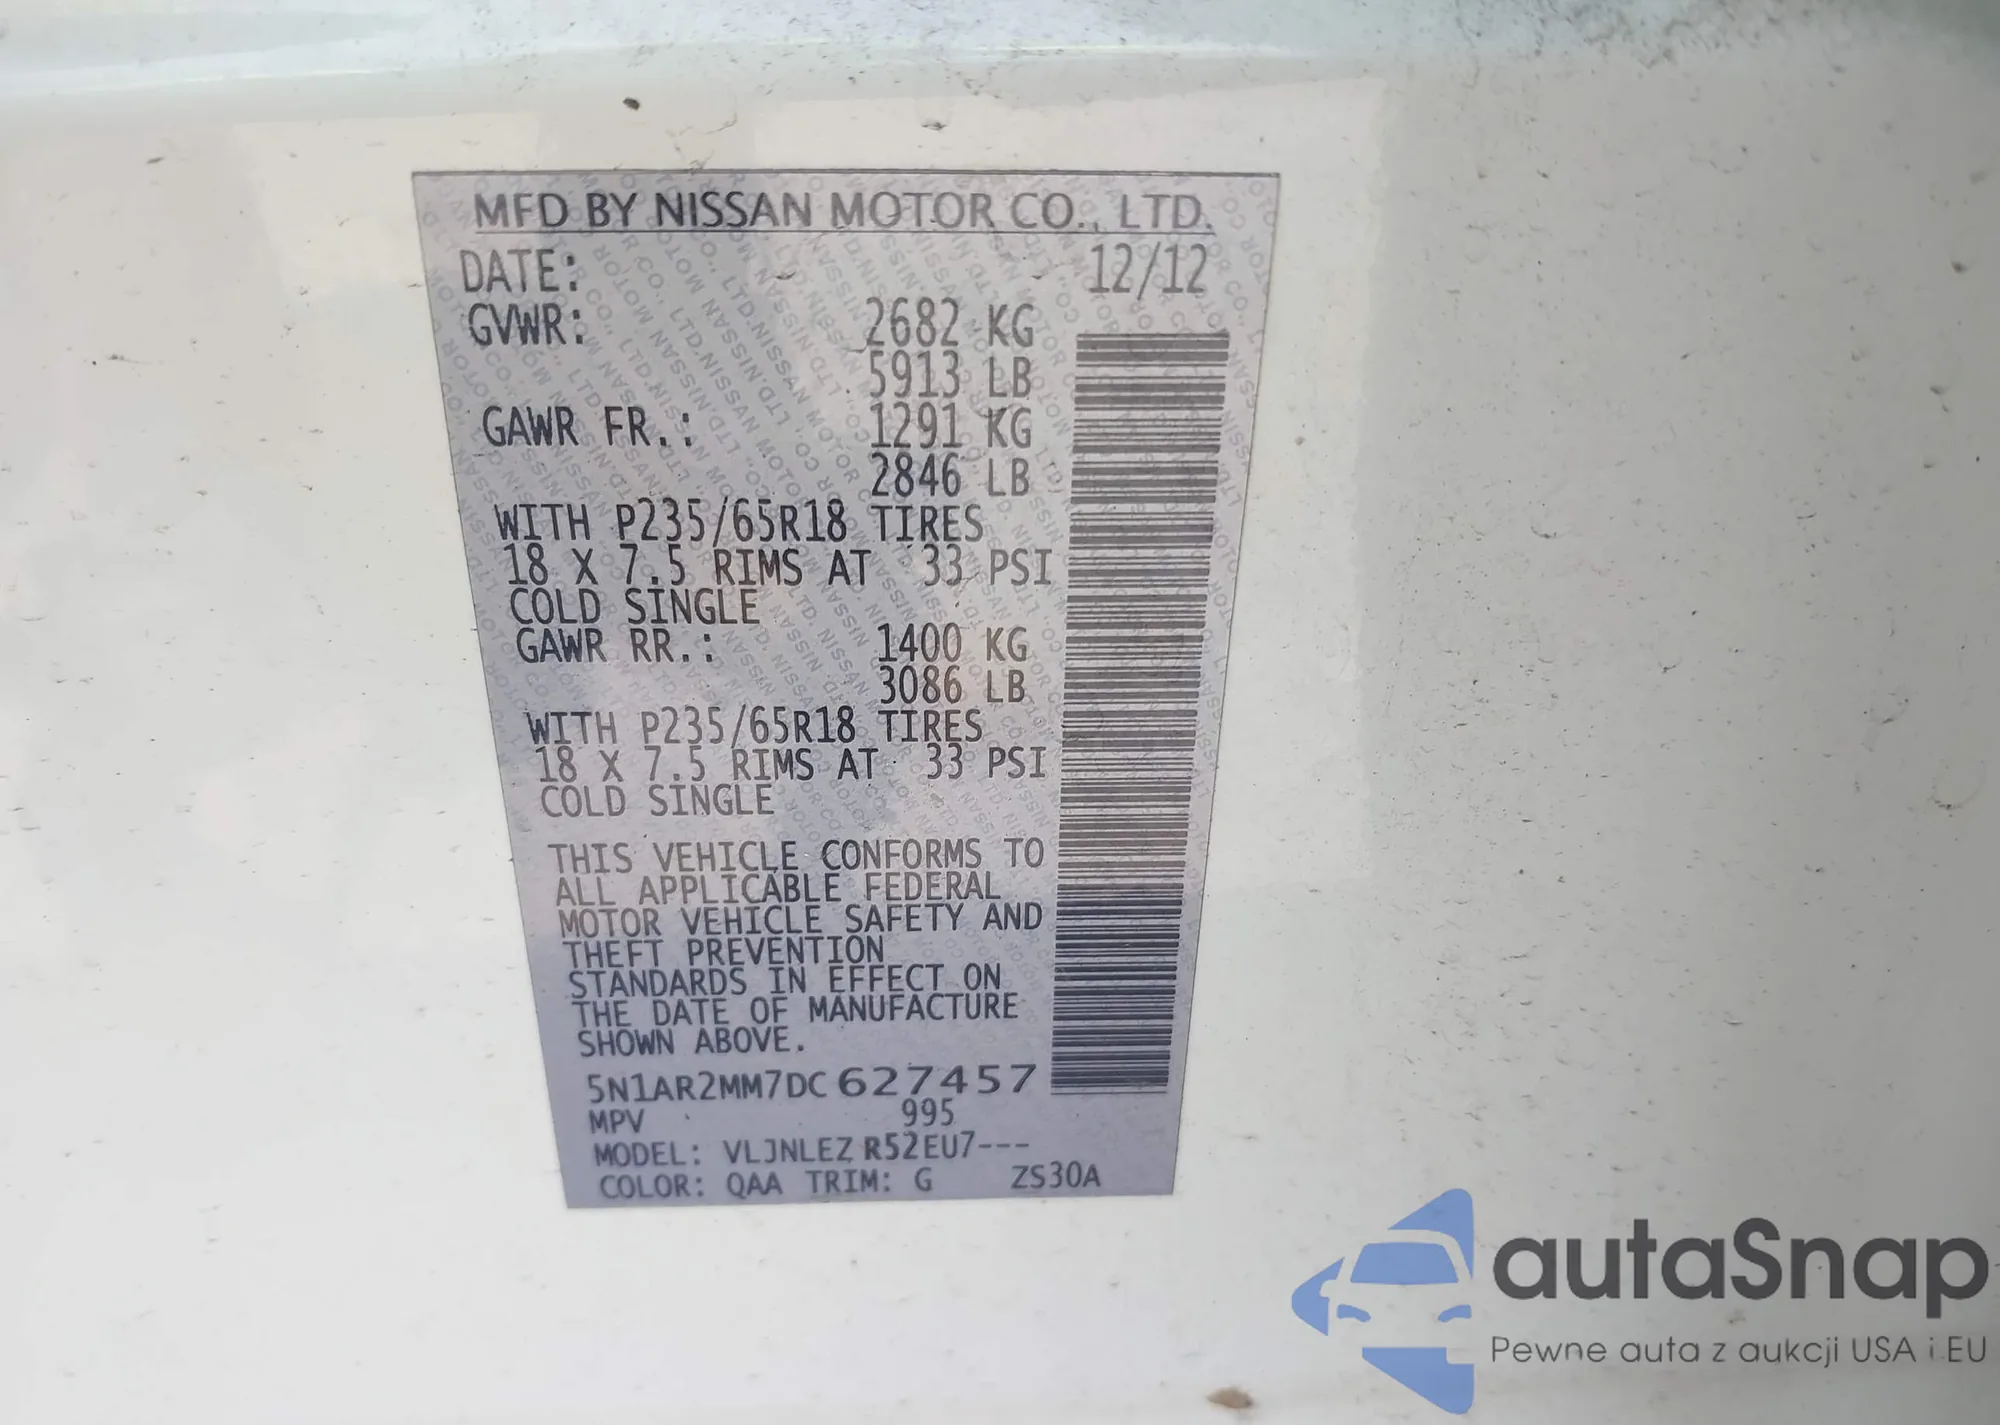 MFD BY NISSAN MOTOR CO., LTD.
DATE: 12/12
GVWR: 2682 KG
5913 LB
GAWR FR.: 1291 KG
2846 LB
WITH P235/65R18 TIRES
18 X 7.5 RIMS AT 33 PSI
COLD SINGLE
GAWR RR.: 1400 KG
3086 LB
WITH P235/65R18 TIRES
18 X 7.5 RIMS AT 33 PSI
COLD SINGLE
THIS VEHICLE CONFORMS TO
ALL APPLICABLE FEDERAL
MOTOR VEHICLE SAFETY AND
THEFT PREVENTION
STANDARDS IN EFFECT ON
THE DATE OF MANUFACTURE
SHOWN ABOVE.
5N1AR2MM7DC627457
MPV 995
MODEL: VLJNLEZ R52EU7---
COLOR: QAA TRIM: G ZS30A
autaSnap
Pewne auta z aukcji USA i EU